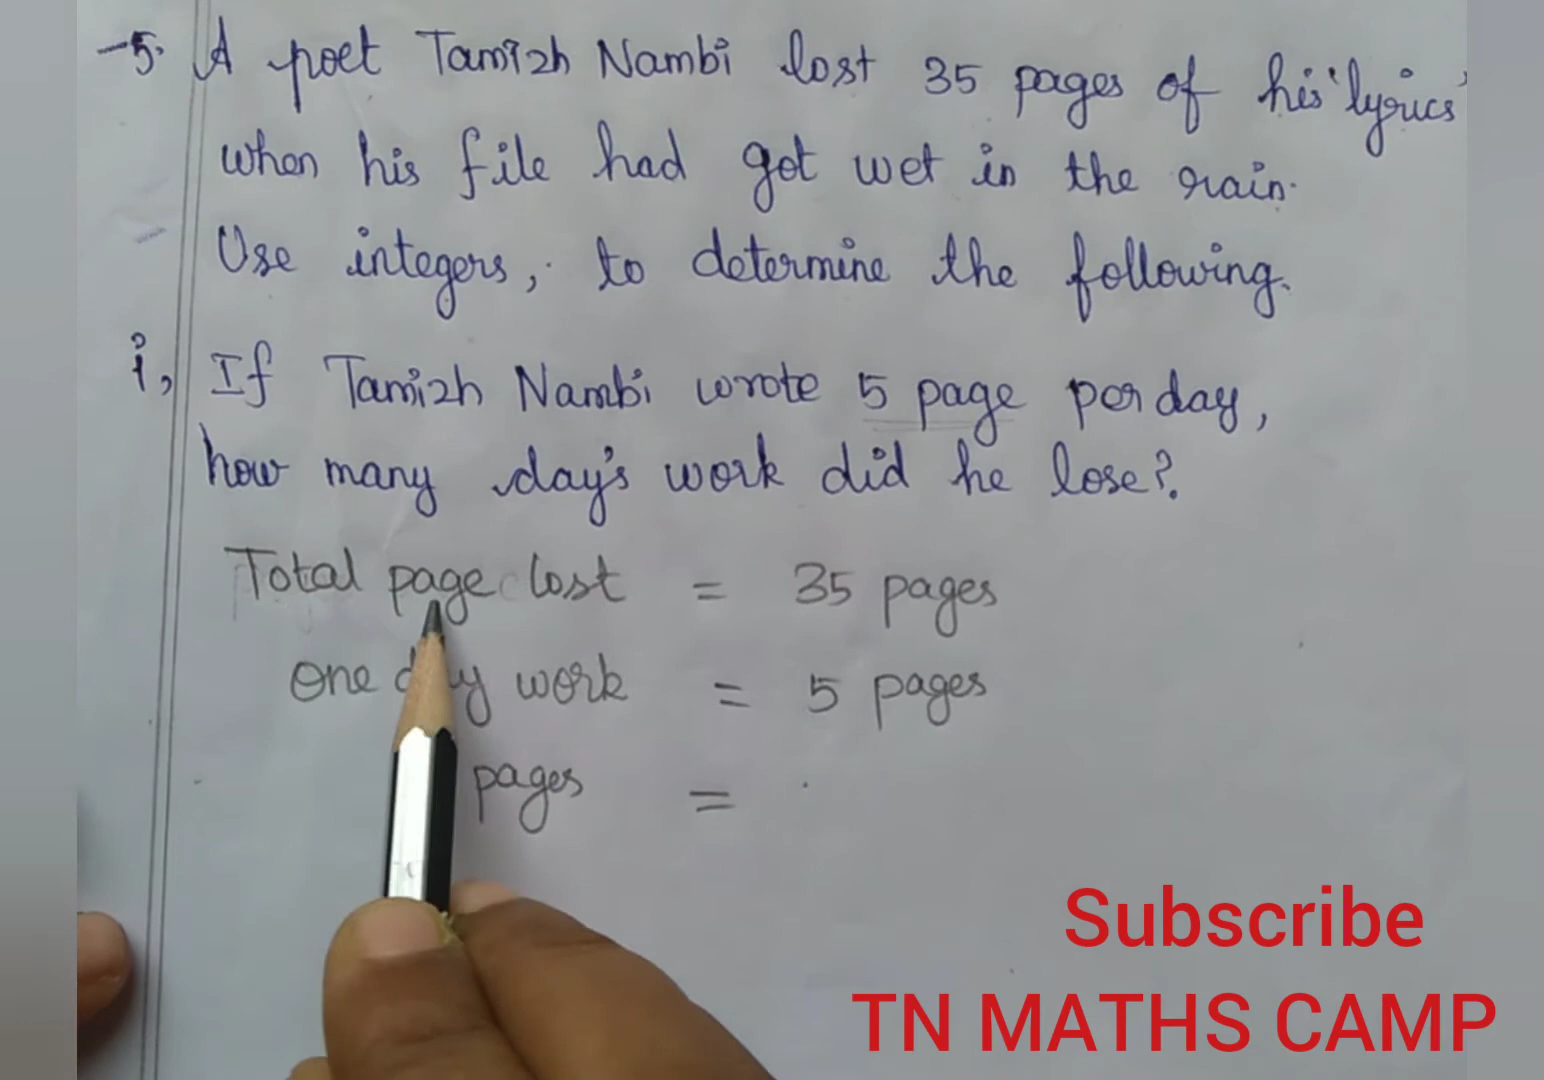 5. A poet Tamizh Nambi lost 35 pages of his 'lyrics'
when his file had got wet in the rain.
Use integers, to determine the following.
i, If Tamizh Nambi wrote 5 page per day,
how many day's work did he lose?
Total page lost = 35 pages
One day work = 5 pages
pages =
Subscribe
TN MATHS CAMP